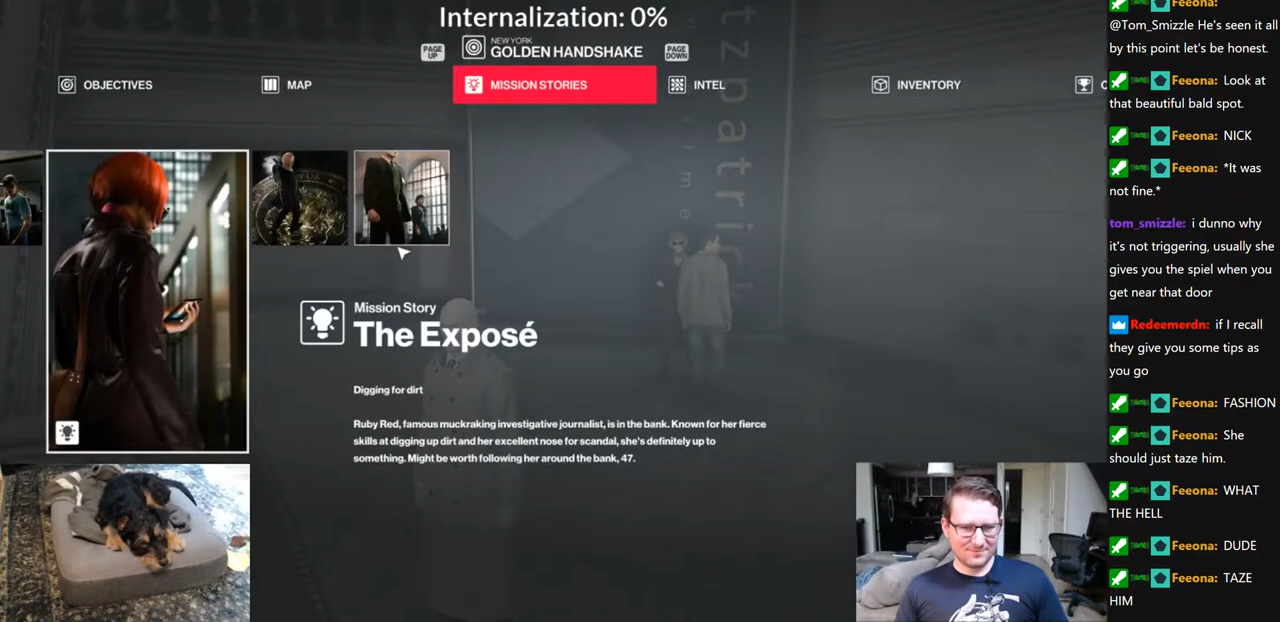 Internalization: 0%
PAGE UP
NEW YORK
GOLDEN HANDSHAKE
PAGE DOWN
OBJECTIVES
MAP
MISSION STORIES
INTEL
INVENTORY
Mission Story
The Exposé
Digging for dirt
Ruby Red, famous muckraking investigative journalist, is in the bank. Known for her fierce
skills at digging up dirt and her excellent nose for scandal, she's definitely up to
something. Might be worth following her around the bank, 47.
Feeona:
@Tom_Smizzle He's seen it all
by this point let's be honest.
Feeona: Look at
that beautiful bald spot.
Feeona: NICK
Feeona: *It was
not fine.*
tom_smizzle: i dunno why
it's not triggering, usually she
gives you the spiel when you
get near that door
Redeemerdn: if I recall
they give you some tips as
you go
Feeona: FASHION
Feeona: She
should just taze him.
Feeona: WHAT
THE HELL
Feeona: DUDE
Feeona: TAZE
HIM